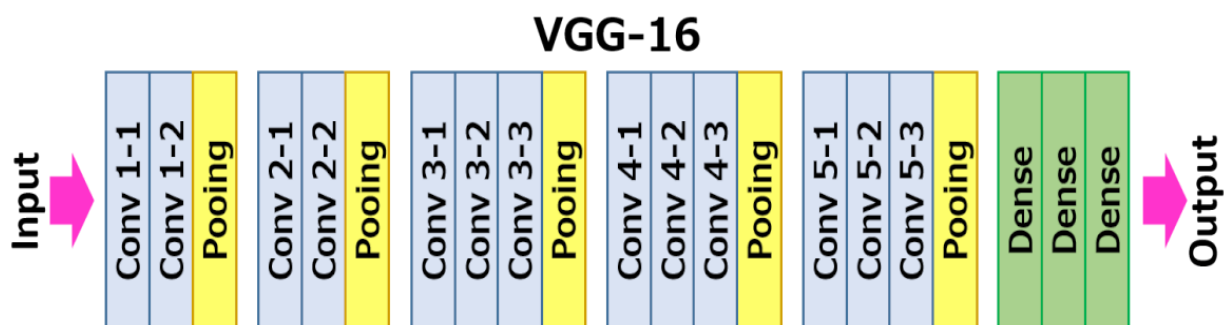 VGG-16
Input
Conv 1-1
Conv 1-2
Pooing
Conv 2-1
Conv 2-2
Pooing
Conv 3-1
Conv 3-2
Conv 3-3
Pooing
Conv 4-1
Conv 4-2
Conv 4-3
Pooing
Conv 5-1
Conv 5-2
Conv 5-3
Pooing
Dense
Dense
Dense
Output